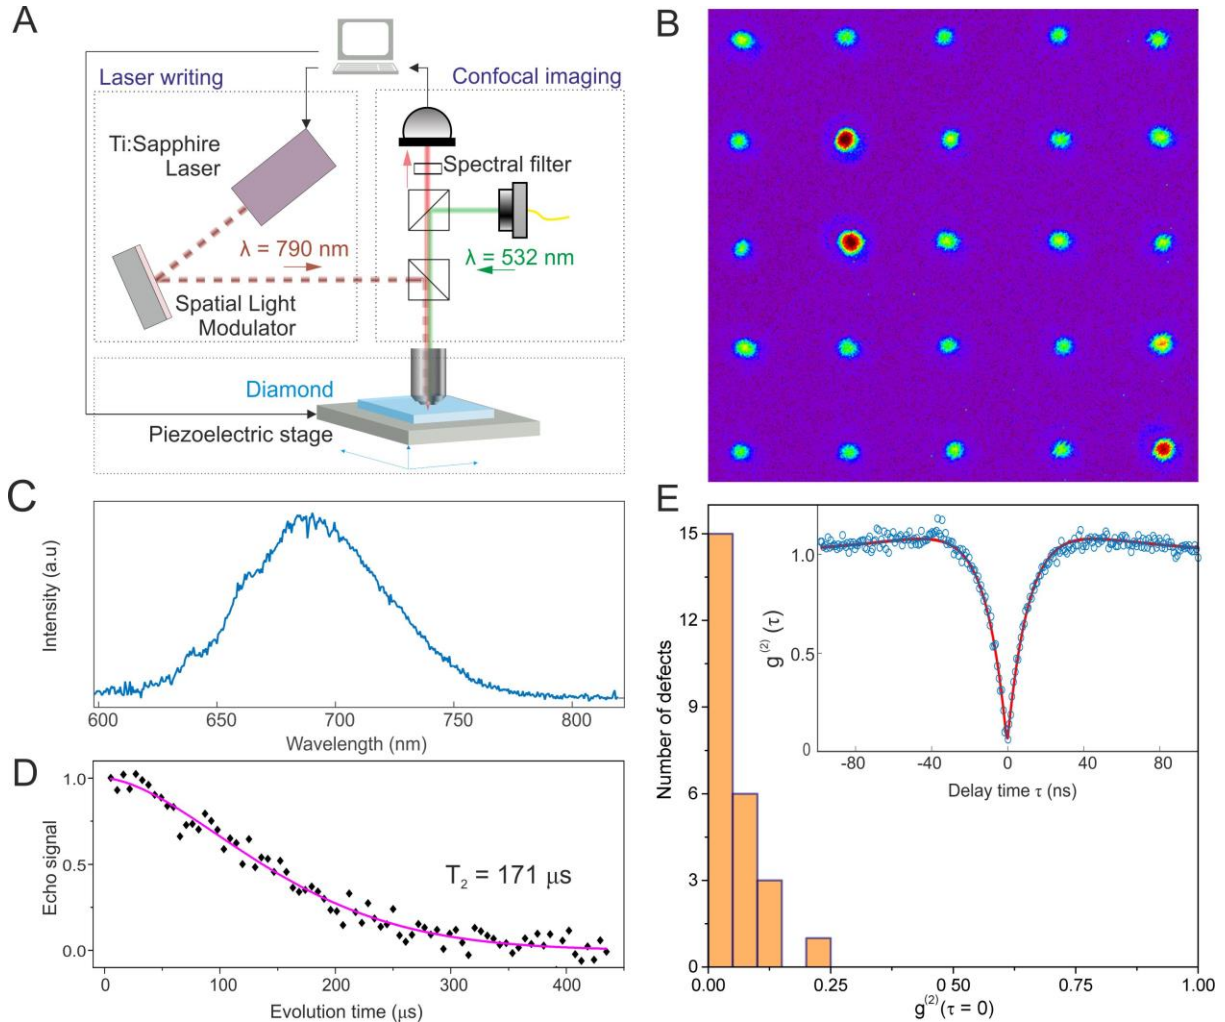 A
Laser writing
Confocal imaging
Ti:Sapphire
Laser
Spectral filter
λ = 790 nm
λ = 532 nm
Spatial Light
Modulator
Diamond
Piezoelectric stage
B
C
Intensity (a.u)
600 650 700 750 800
Wavelength (nm)
D
Echo signal
1.0
0.5
0.0
T₂ = 171 μs
0 100 200 300 400
Evolution time (μs)
E
Number of defects
15
12
9
6
3
0
0.00 0.25 0.50 0.75 1.00
g⁽²⁾(τ = 0)
g⁽²⁾(τ)
1.0
0.5
0
-80 -40 0 40 80
Delay time τ (ns)